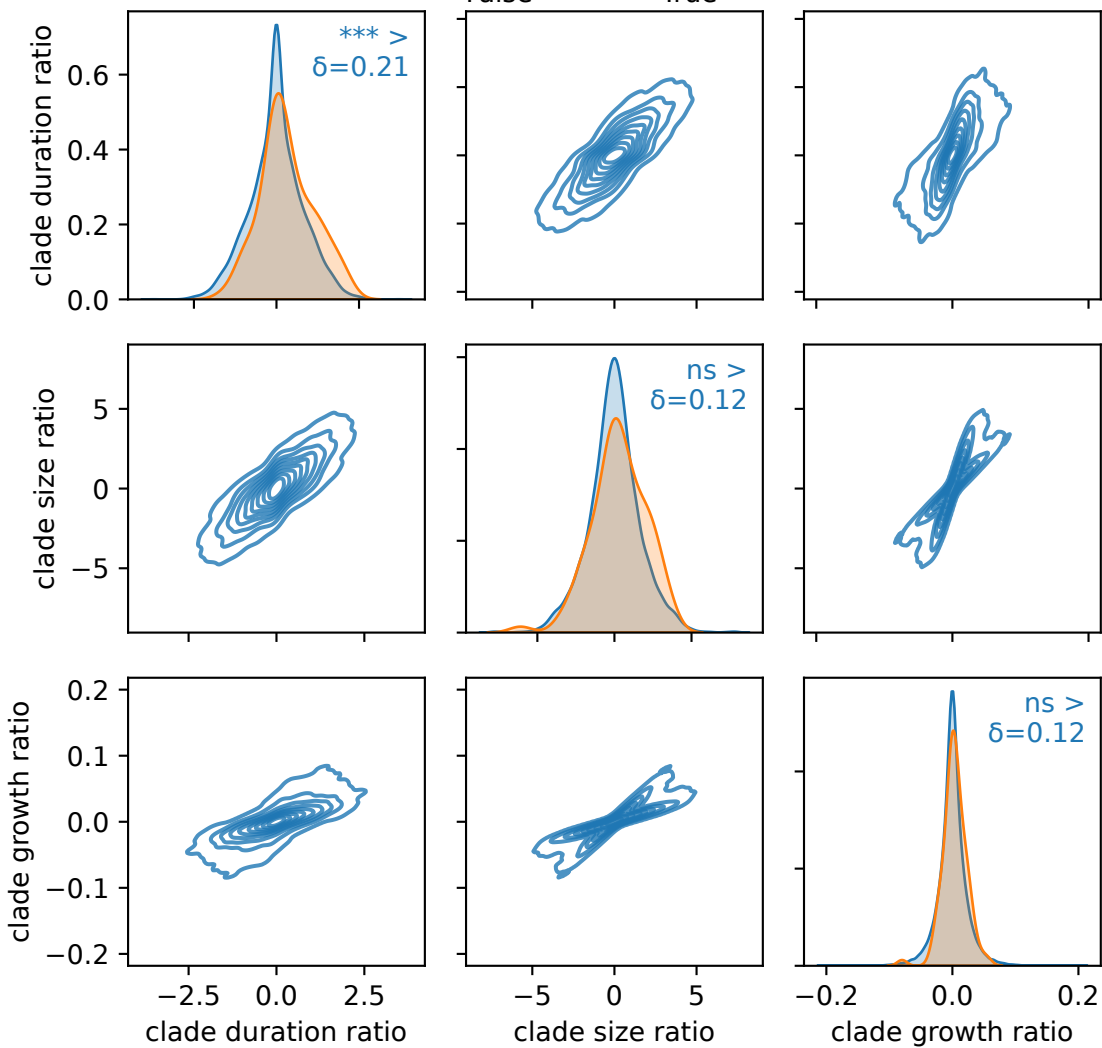 True
clade duration ratio
0.6
0.4
0.2
0.0
*** >
δ=0.21
clade size ratio
5
0
−5
ns >
δ=0.12
clade growth ratio
0.2
0.1
0.0
−0.1
−0.2
ns >
δ=0.12
−2.5 0.0 2.5
clade duration ratio
−5 0 5
clade size ratio
−0.2 0.0 0.2
clade growth ratio